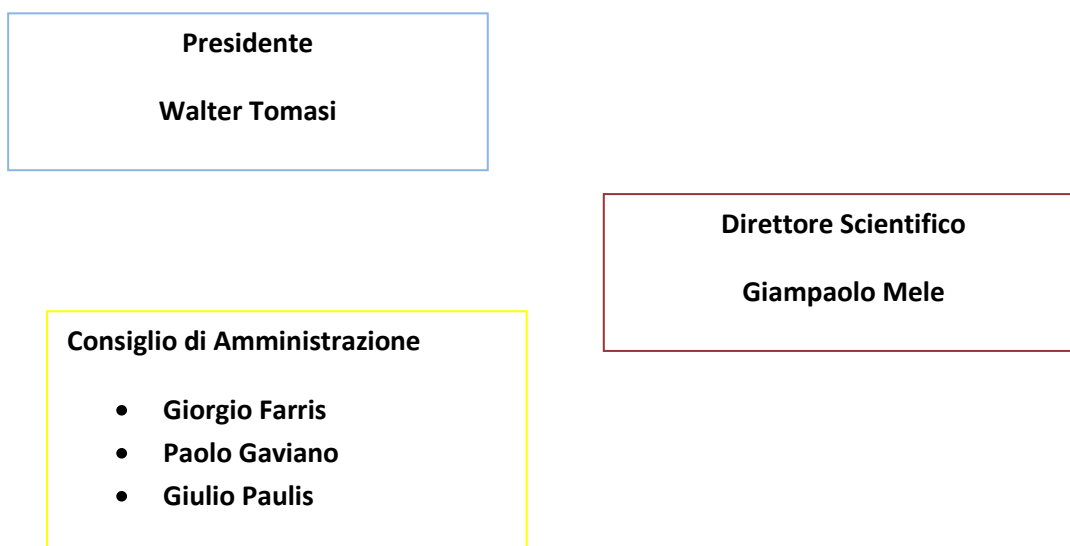 Presidente
Walter Tomasi
Direttore Scientifico
Giampaolo Mele
Consiglio di Amministrazione
• Giorgio Farris
• Paolo Gaviano
• Giulio Paulis